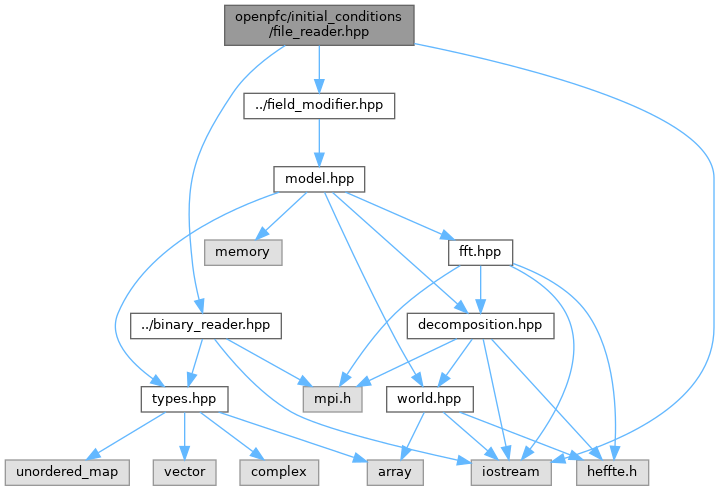 openpfc/initial_conditions
/file_reader.hpp
../field_modifier.hpp
model.hpp
memory
fft.hpp
../binary_reader.hpp
decomposition.hpp
types.hpp
mpi.h
world.hpp
unordered_map
vector
complex
array
iostream
heffte.h